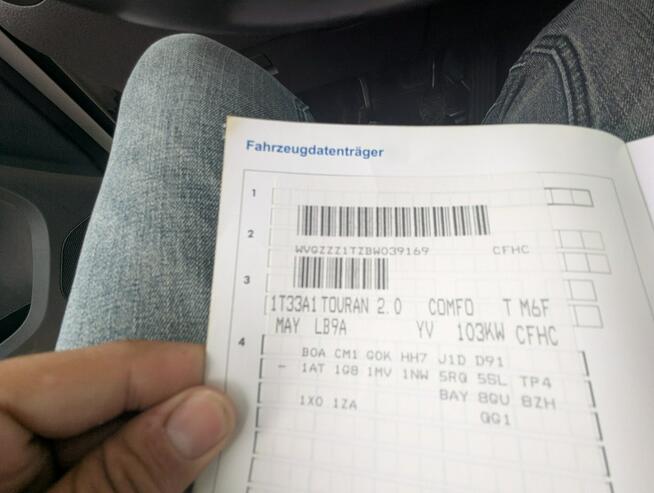 Fahrzeugdatenträger
1
2
WVGZZZ1TZBW039169 CFHC
3
1T33A1 TOURAN 2.0 COMFO T M6F
MAY LB9A YV 103KW CFHC
4
B0A CM1 G0K HH7 J1D D91
- 1AT 1G8 1MV 1NW 5RQ 5SL TP4
BAY 8QU 8ZH
1X0 1ZA
QG1